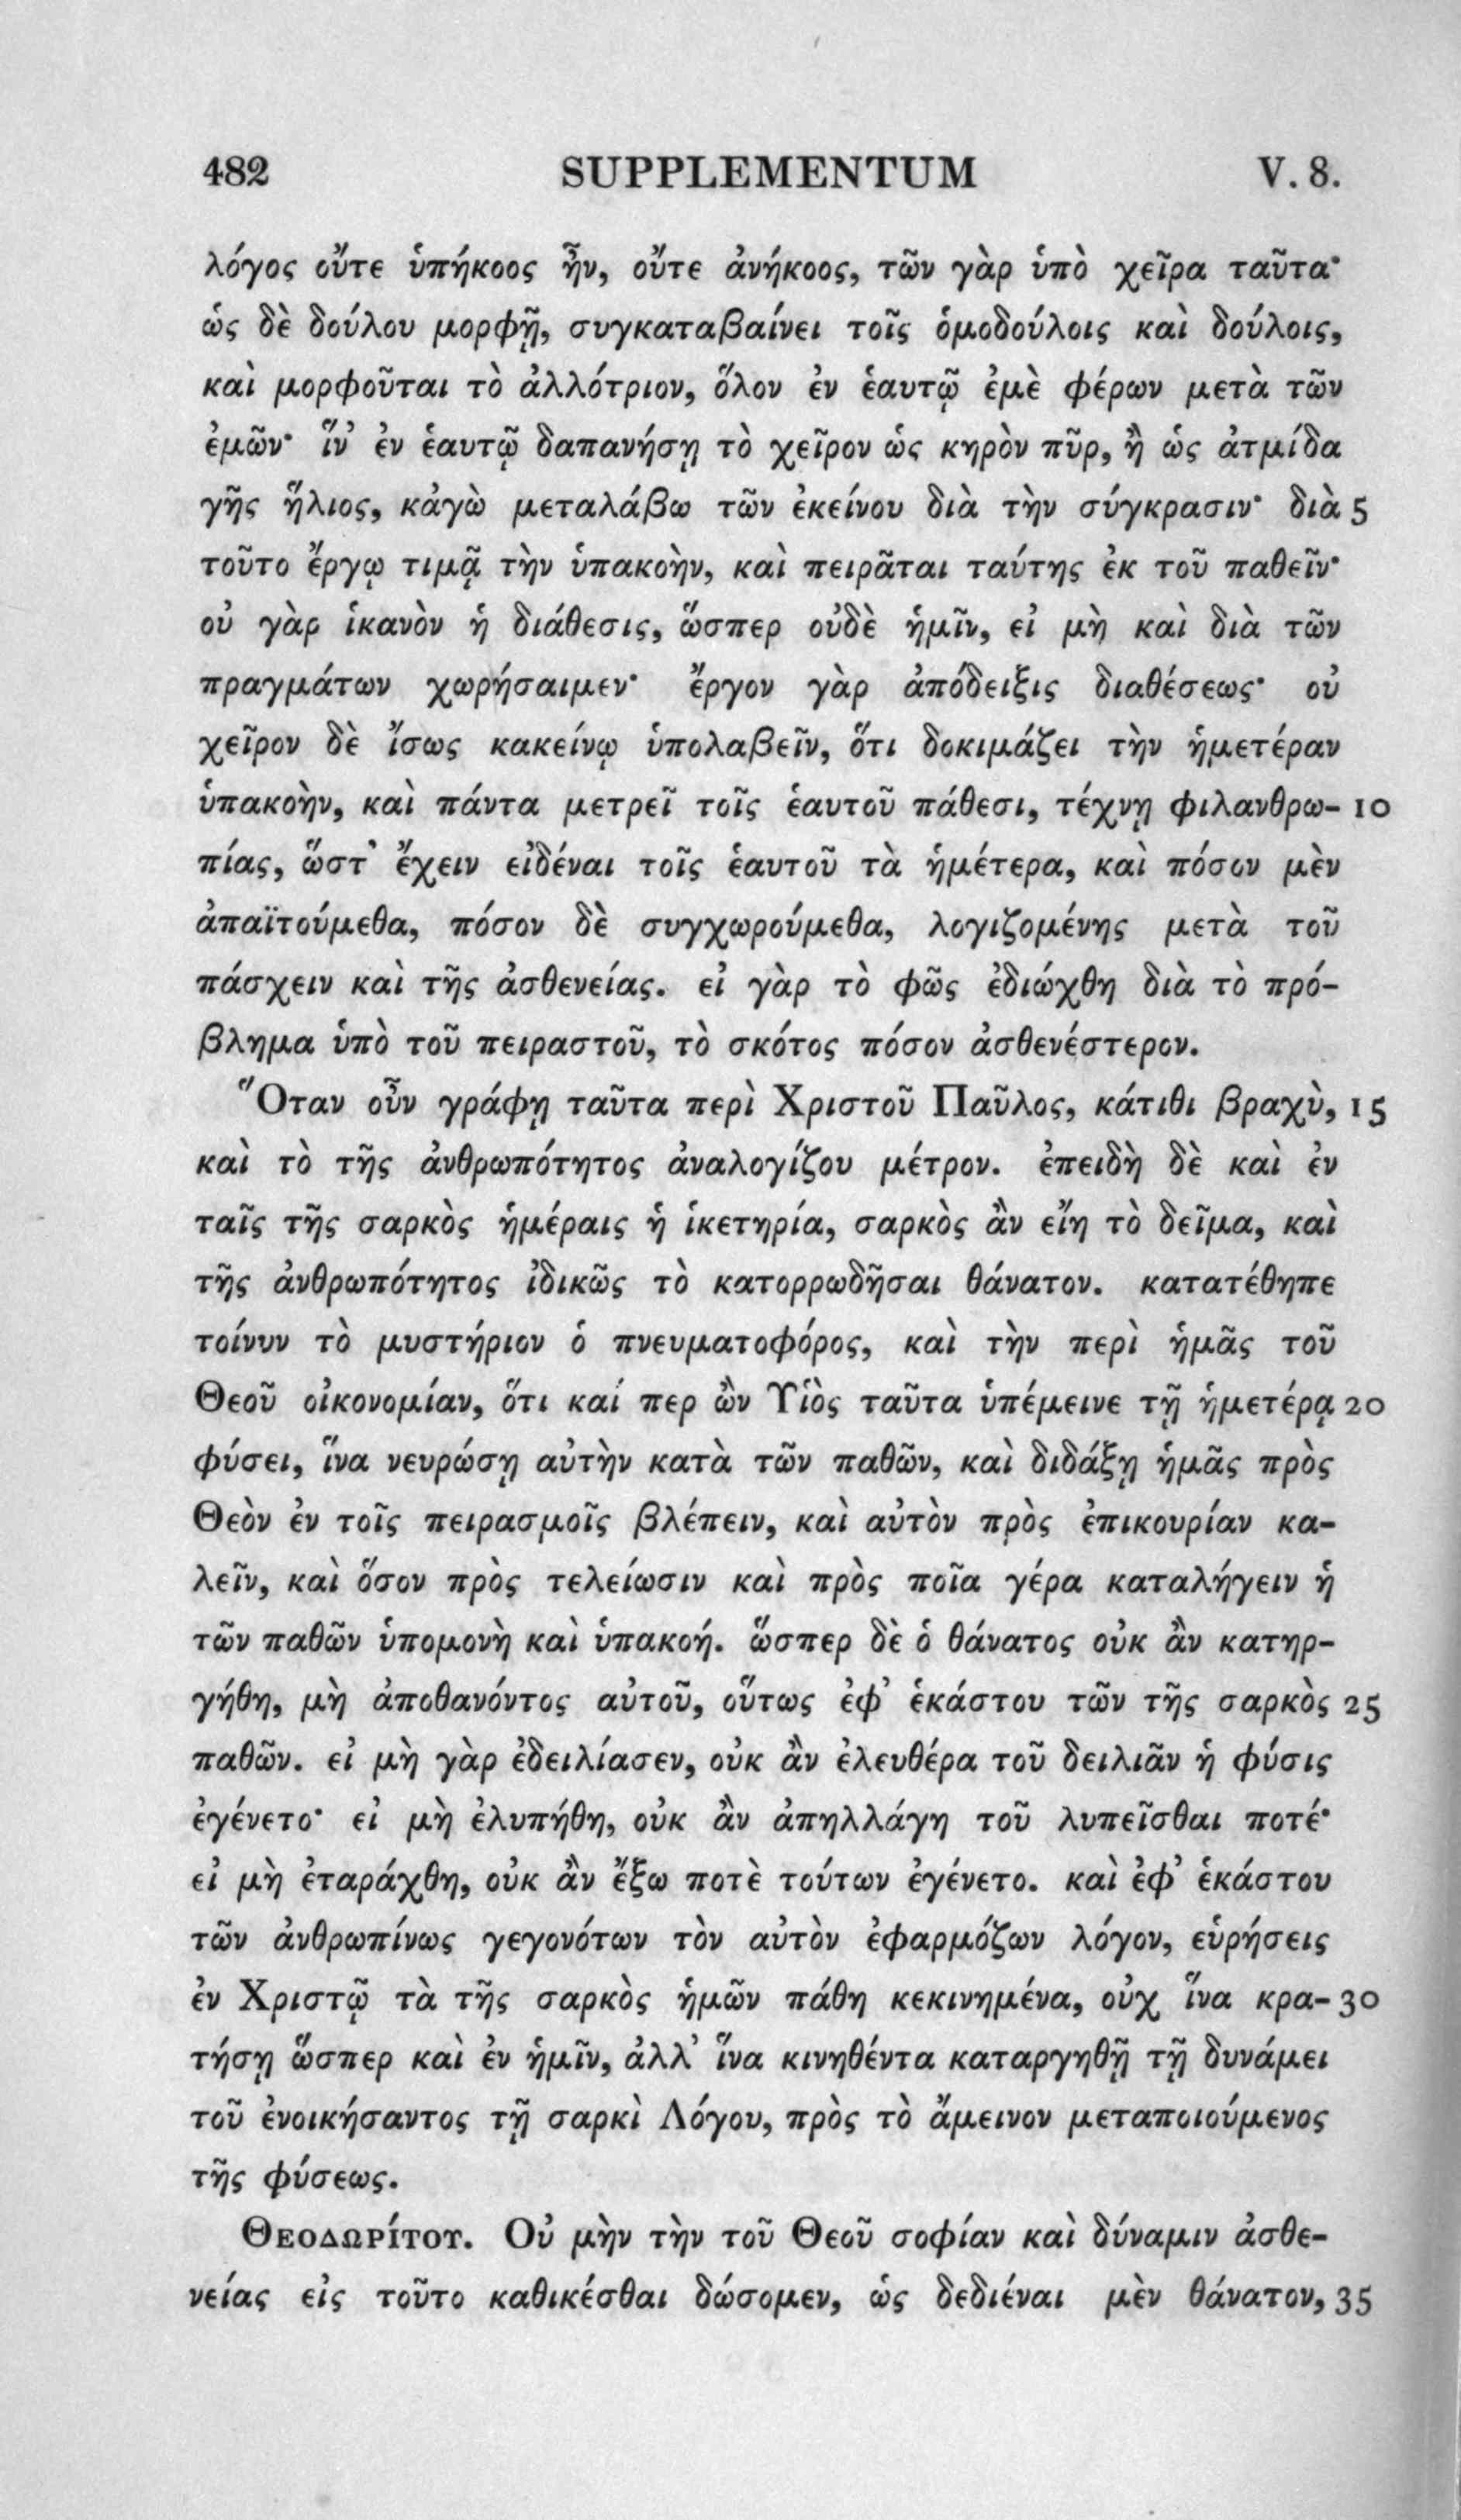 482 SUPPLEMENTUM V. 8.
λόγος οὔτε ὑπήκοος ἦν, οὔτε ἀνήκοος, τῶν γὰρ ὑπὸ χεῖρα ταῦτα·
ὡς δὲ δούλου μορφῇ, συγκαταβαίνει τοῖς ὁμοδούλοις καὶ δούλοις,
καὶ μορφοῦται τὸ ἀλλότριον, ὅλον ἐν ἑαυτῷ ἐμὲ φέρων μετὰ τῶν
ἐμῶν· ἵν’ ἐν ἑαυτῷ δαπανήσῃ τὸ χεῖρον ὡς κηρὸν πῦρ, ἢ ὡς ἀτμίδα
γῆς ἥλιος, κἀγὼ μεταλάβω τῶν ἐκείνου διὰ τὴν σύγκρασιν· διὰ 5
τοῦτο ἔργῳ τιμᾷ τὴν ὑπακοὴν, καὶ πειρᾶται ταύτης ἐκ τοῦ παθεῖν·
οὐ γὰρ ἱκανὸν ἡ διάθεσις, ὥσπερ οὐδὲ ἡμῖν, εἰ μὴ καὶ διὰ τῶν
πραγμάτων χωρήσαιμεν· ἔργον γὰρ ἀπόδειξις διαθέσεως· οὐ
χεῖρον δὲ ἴσως κακείνῳ ὑπολαβεῖν, ὅτι δοκιμάζει τὴν ἡμετέραν
ὑπακοὴν, καὶ πάντα μετρεῖ τοῖς ἑαυτοῦ πάθεσι, τέχνῃ φιλανθρω- 10
πίας, ὥστ’ ἔχειν εἰδέναι τοῖς ἑαυτοῦ τὰ ἡμέτερα, καὶ πόσον μὲν
ἀπαϊτούμεθα, πόσον δὲ συγχωρούμεθα, λογιζομένης μετὰ τοῦ
πάσχειν καὶ τῆς ἀσθενείας. εἰ γὰρ τὸ φῶς ἐδιώχθη διὰ τὸ πρό-
βλημα ὑπὸ τοῦ πειραστοῦ, τὸ σκότος πόσον ἀσθενέστερον.
Ὅταν οὖν γράφῃ ταῦτα περὶ Χριστοῦ Παῦλος, κάτιθι βραχὺ, 15
καὶ τὸ τῆς ἀνθρωπότητος ἀναλογίζου μέτρον. ἐπειδὴ δὲ καὶ ἐν
ταῖς τῆς σαρκὸς ἡμέραις ἡ ἱκετηρία, σαρκὸς ἂν εἴη τὸ δεῖμα, καὶ
τῆς ἀνθρωπότητος ἰδικῶς τὸ κατορρωδῆσαι θάνατον. κατατέθηπε
τοίνυν τὸ μυστήριον ὁ πνευματοφόρος, καὶ τὴν περὶ ἡμᾶς τοῦ
Θεοῦ οἰκονομίαν, ὅτι καί περ ὢν Υἱὸς ταῦτα ὑπέμεινε τῇ ἡμετέρᾳ 20
φύσει, ἵνα νευρώσῃ αὐτὴν κατὰ τῶν παθῶν, καὶ διδάξῃ ἡμᾶς πρὸς
Θεὸν ἐν τοῖς πειρασμοῖς βλέπειν, καὶ αὐτὸν πρὸς ἐπικουρίαν κα-
λεῖν, καὶ ὅσον πρὸς τελείωσιν καὶ πρὸς ποῖα γέρα καταλήγειν ἡ
τῶν παθῶν ὑπομονὴ καὶ ὑπακοή. ὥσπερ δὲ ὁ θάνατος οὐκ ἂν κατηρ-
γήθη, μὴ ἀποθανόντος αὐτοῦ, οὕτως ἐφ’ ἑκάστου τῶν τῆς σαρκὸς 25
παθῶν. εἰ μὴ γὰρ ἐδειλίασεν, οὐκ ἂν ἐλευθέρα τοῦ δειλιᾶν ἡ φύσις
ἐγένετο· εἰ μὴ ἐλυπήθη, οὐκ ἂν ἀπηλλάγη τοῦ λυπεῖσθαι ποτέ·
εἰ μὴ ἐταράχθη, οὐκ ἂν ἔξω ποτὲ τούτων ἐγένετο. καὶ ἐφ’ ἑκάστου
τῶν ἀνθρωπίνως γεγονότων τὸν αὐτὸν ἐφαρμόζων λόγον, εὑρήσεις
ἐν Χριστῷ τὰ τῆς σαρκὸς ἡμῶν πάθη κεκινημένα, οὐχ ἵνα κρα- 30
τήσῃ ὥσπερ καὶ ἐν ἡμῖν, ἀλλ’ ἵνα κινηθέντα καταργηθῇ τῇ δυνάμει
τοῦ ἐνοικήσαντος τῇ σαρκὶ Λόγου, πρὸς τὸ ἄμεινον μεταποιούμενος
τῆς φύσεως.
ΘΕΟΔΩΡΊΤΟΥ. Οὐ μὴν τὴν τοῦ Θεοῦ σοφίαν καὶ δύναμιν ἀσθε-
νείας εἰς τοῦτο καθικέσθαι δώσομεν, ὡς δεδιέναι μὲν θάνατον, 35